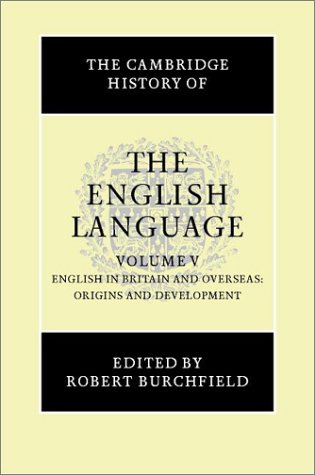 THE CAMBRIDGE
HISTORY OF
THE
ENGLISH
LANGUAGE
VOLUME V
ENGLISH IN BRITAIN AND OVERSEAS:
ORIGINS AND DEVELOPMENT
EDITED BY
ROBERT BURCHFIELD